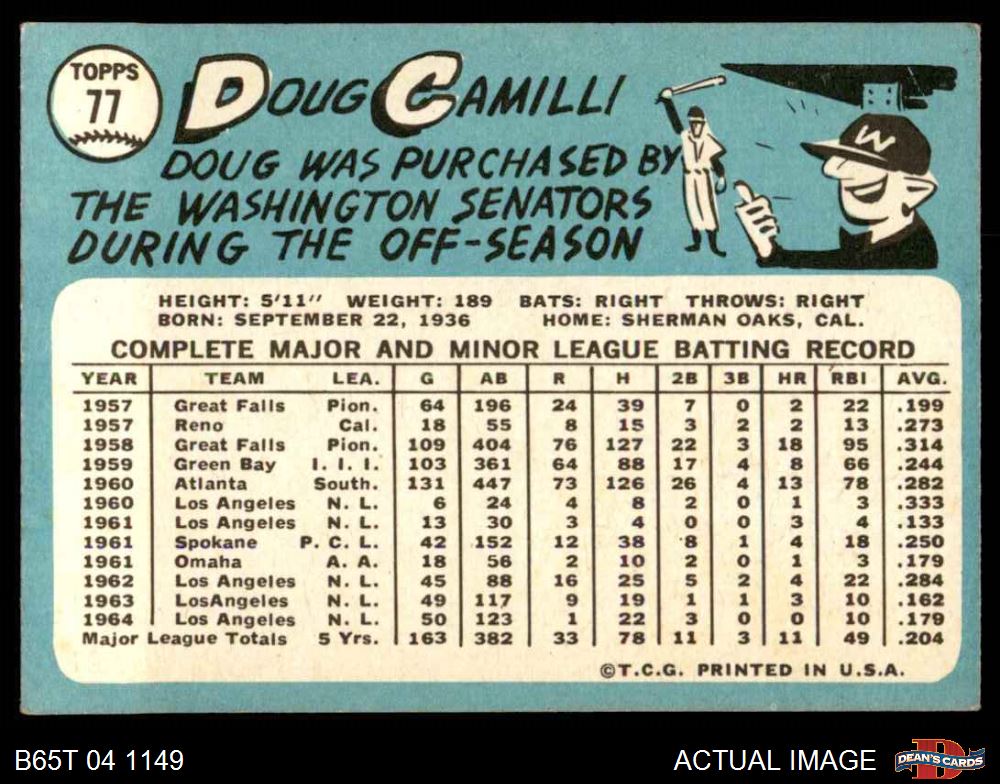 TOPPS
77
DOUG CAMILLI
DOUG WAS PURCHASED BY
THE WASHINGTON SENATORS
DURING THE OFF-SEASON
W
HEIGHT: 5'11" WEIGHT: 189 BATS: RIGHT THROWS: RIGHT
BORN: SEPTEMBER 22, 1936 HOME: SHERMAN OAKS, CAL.
COMPLETE MAJOR AND MINOR LEAGUE BATTING RECORD
YEAR TEAM LEA. G AB R H 2B 3B HR RBI AVG.
1957 Great Falls Pion. 64 196 24 39 7 0 2 22 .199
1957 Reno Cal. 18 55 8 15 3 2 2 13 .273
1958 Great Falls Pion. 109 404 76 127 22 3 18 95 .314
1959 Green Bay I. I. I. 103 361 64 88 17 4 8 66 .244
1960 Atlanta South. 131 447 73 126 26 4 13 78 .282
1960 Los Angeles N. L. 6 24 4 8 2 0 1 3 .333
1961 Los Angeles N. L. 13 30 3 4 0 0 3 4 .133
1961 Spokane P. C. L. 42 152 12 38 8 1 4 18 .250
1961 Omaha A. A. 18 56 2 10 2 0 1 3 .179
1962 Los Angeles N. L. 45 88 16 25 5 2 4 22 .284
1963 LosAngeles N. L. 49 117 9 19 1 1 3 10 .162
1964 Los Angeles N. L. 50 123 1 22 3 0 0 10 .179
Major League Totals 5 Yrs. 163 382 33 78 11 3 11 49 .204
©T.C.G. PRINTED IN U.S.A.
B65T 04 1149
ACTUAL IMAGE
DEAN'S CARDS